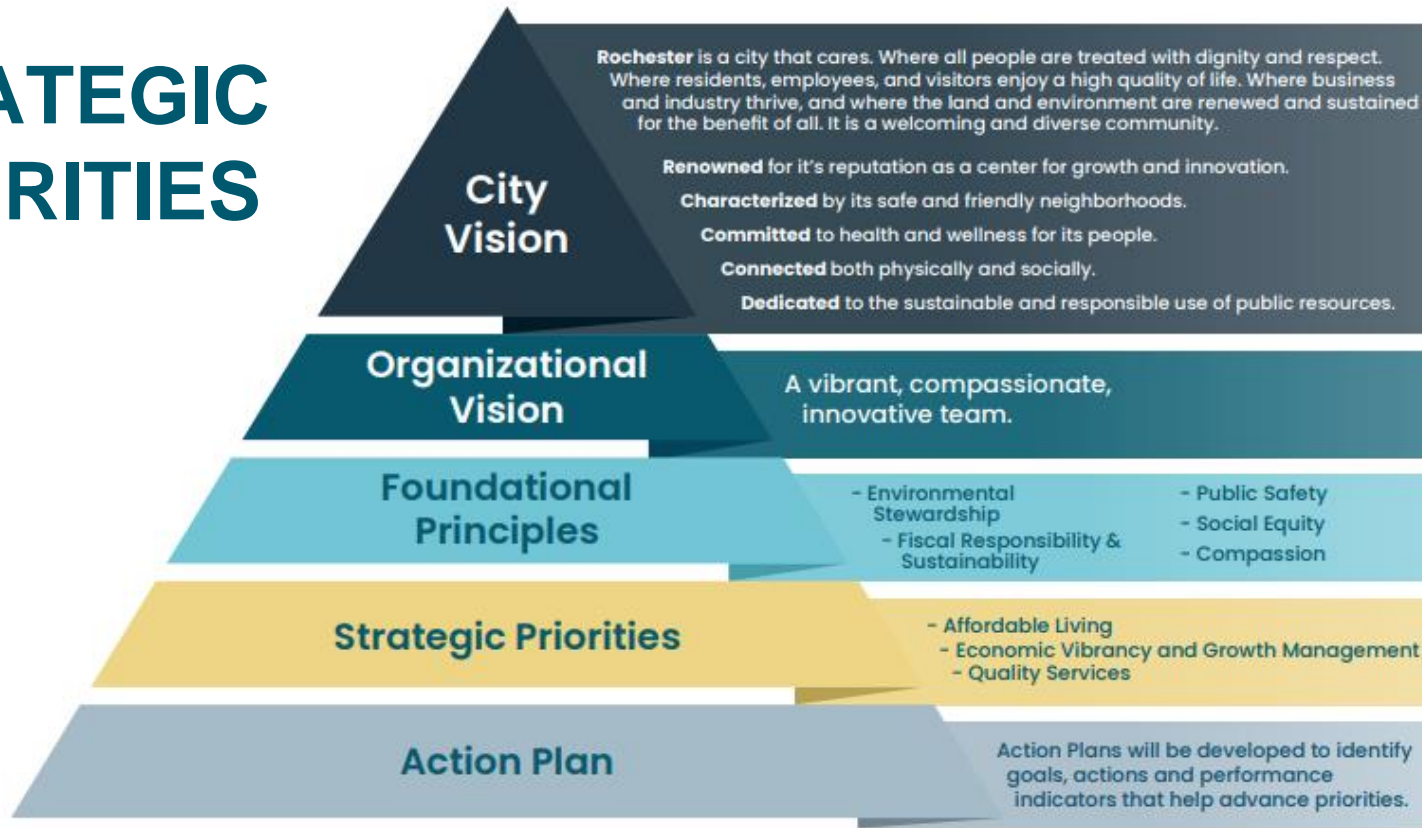 ATEGIC
RITIES
City
Vision
Rochester is a city that cares. Where all people are treated with dignity and respect.
Where residents, employees, and visitors enjoy a high quality of life. Where business
and industry thrive, and where the land and environment are renewed and sustained
for the benefit of all. It is a welcoming and diverse community.
Renowned for it's reputation as a center for growth and innovation.
Characterized by its safe and friendly neighborhoods.
Committed to health and wellness for its people.
Connected both physically and socially.
Dedicated to the sustainable and responsible use of public resources.
Organizational
Vision
A vibrant, compassionate,
innovative team.
Foundational
Principles
- Environmental
Stewardship
- Fiscal Responsibility &
Sustainability
- Public Safety
- Social Equity
- Compassion
Strategic Priorities
- Affordable Living
- Economic Vibrancy and Growth Management
- Quality Services
Action Plan
Action Plans will be developed to identify
goals, actions and performance
indicators that help advance priorities.